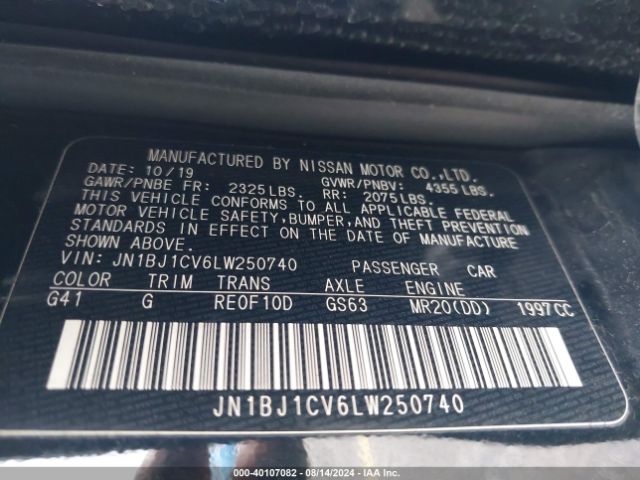 MANUFACTURED BY NISSAN MOTOR CO.,LTD.
DATE: 10/19 GVWR/PNBV: 4355 LBS.
GAWR/PNBE FR: 2325 LBS. RR: 2075 LBS.
THIS VEHICLE CONFORMS TO ALL APPLICABLE FEDERAL
MOTOR VEHICLE SAFETY, BUMPER, AND THEFT PREVENTION
STANDARDS IN EFFECT ON THE DATE OF MANUFACTURE
SHOWN ABOVE.
VIN: JN1BJ1CV6LW250740 PASSENGER CAR
COLOR TRIM TRANS AXLE ENGINE
G41 G RE0F10D GS63 MR20(DD) 1997CC
JN1BJ1CV6LW250740
© COPART - 40107082 - 08/14/2024 - IAA Inc.